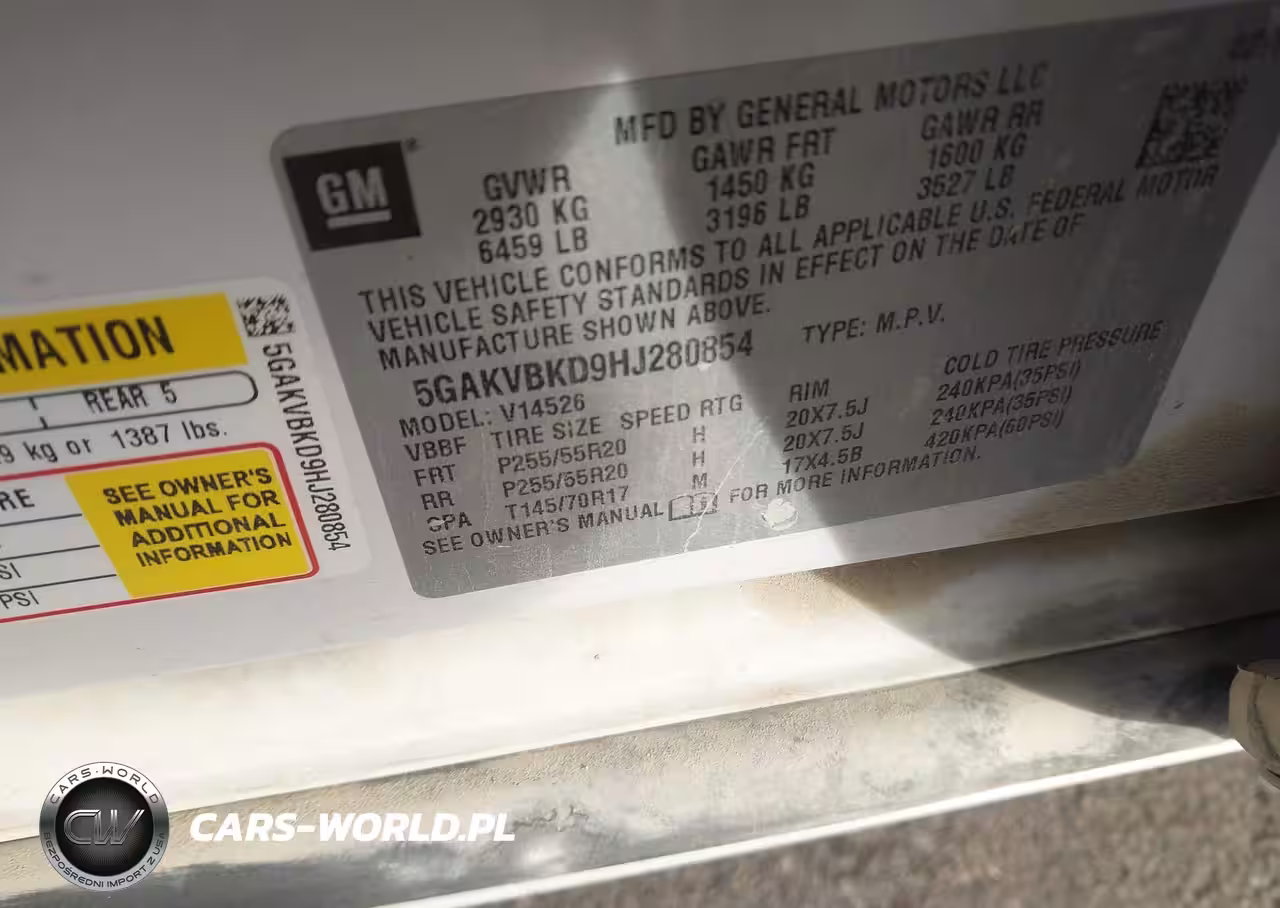 MFD BY GENERAL MOTORS LLC
GM
GVWR GAWR FRT GAWR RR
2930 KG 1450 KG 1600 KG
6459 LB 3196 LB 3527 LB
THIS VEHICLE CONFORMS TO ALL APPLICABLE U.S. FEDERAL MOTOR
VEHICLE SAFETY STANDARDS IN EFFECT ON THE DATE OF
MANUFACTURE SHOWN ABOVE.
5GAKVBKD9HJ280854 TYPE: M.P.V.
MODEL: V14526
VBBF TIRE SIZE SPEED RTG RIM COLD TIRE PRESSURE
FRT P255/55R20 H 20X7.5J 240KPA(35PSI)
RR P255/55R20 H 20X7.5J 240KPA(35PSI)
SPA T145/70R17 M 17X4.5B 420KPA(60PSI)
SEE OWNER'S MANUAL FOR MORE INFORMATION.
MATION
REAR 5
9 kg or 1387 lbs.
RE
SEE OWNER'S
MANUAL FOR
ADDITIONAL
INFORMATION
SI
PSI
5GAKVBKD9HJ280854
CARS-WORLD
CW
BEZPOŚREDNI IMPORT Z USA
CARS-WORLD.PL